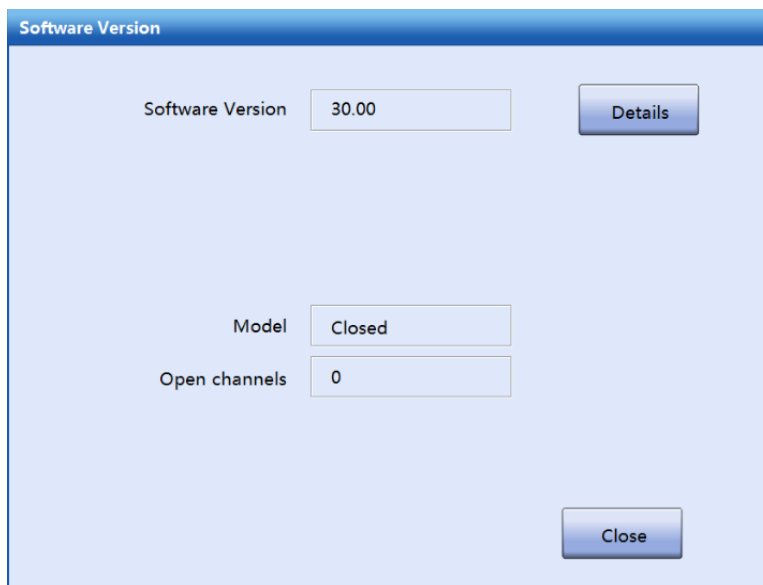 Software Version
Software Version 30.00 Details
Model Closed
Open channels 0
Close